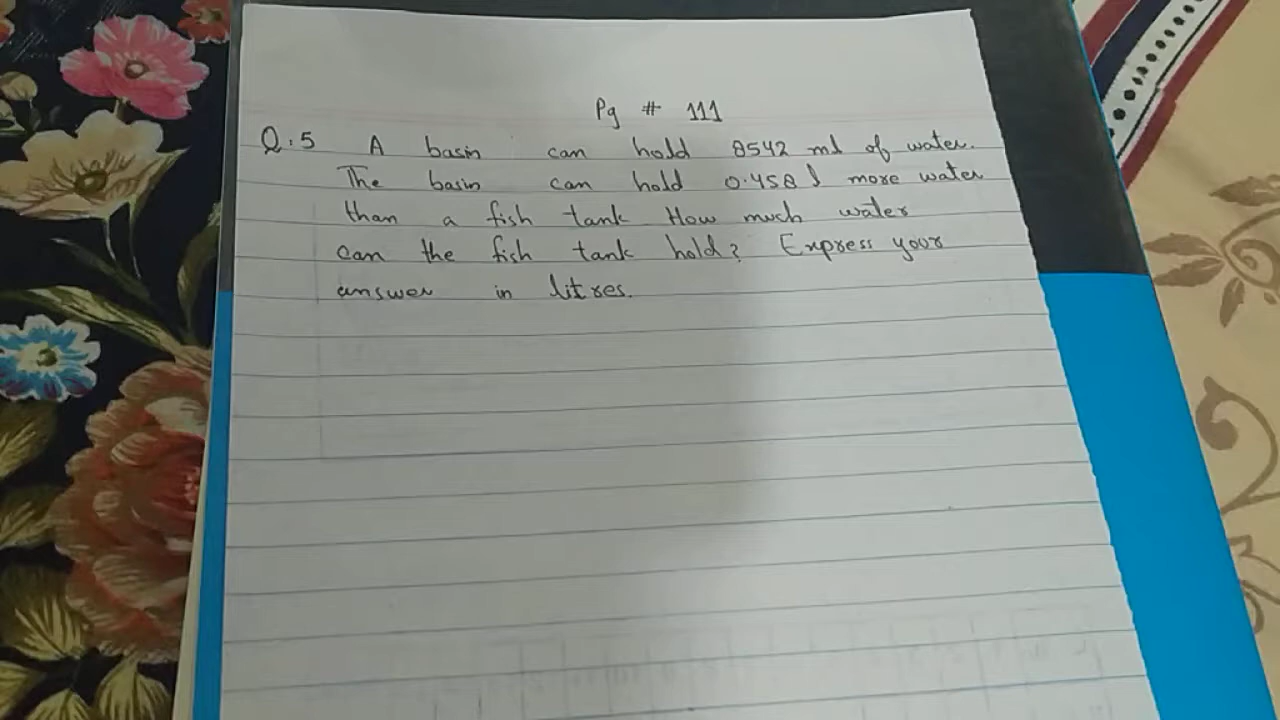 Pg # 111
Q.5 A basin can hold 8542 ml of water.
The basin can hold 0.458 l more water
than a fish tank How much water
can the fish tank hold? Express your
answer in litres.